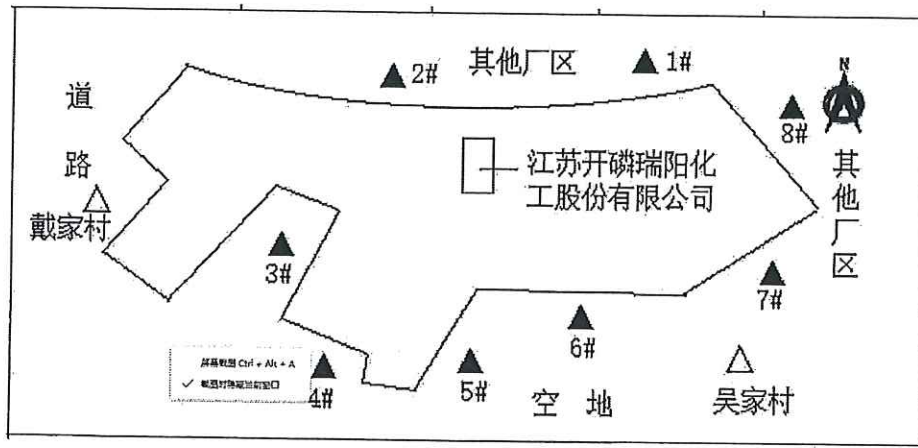 其他厂区
1#
2#
N
道
路
8#
江苏开磷瑞阳化
工股份有限公司
其
他
厂
区
戴家村
3#
7#
6#
屏幕截图 Ctrl + Alt + A
截图时隐藏当前窗口
4#
5#
空 地
吴家村